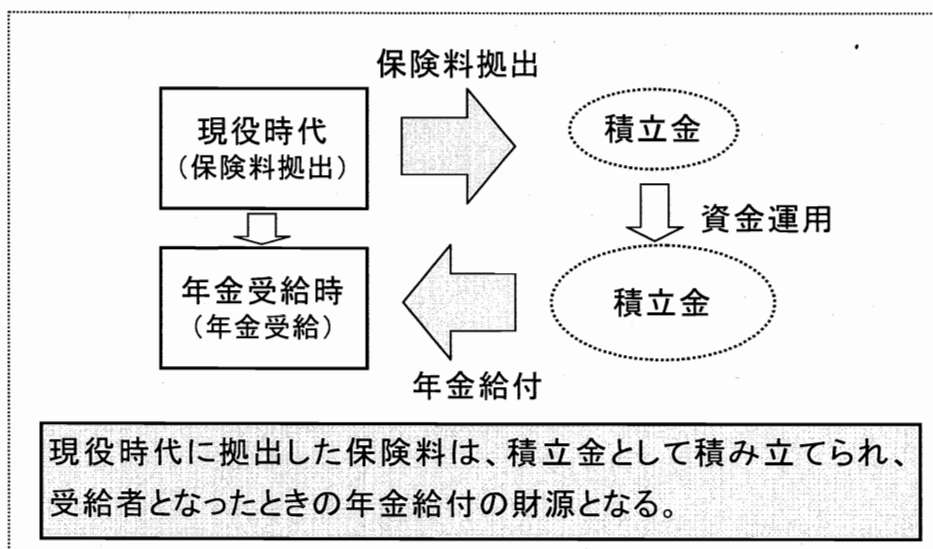 保険料拠出
現役時代
（保険料拠出）
積立金
資金運用
年金受給時
（年金受給）
積立金
年金給付
現役時代に拠出した保険料は、積立金として積み立てられ、
受給者となったときの年金給付の財源となる。